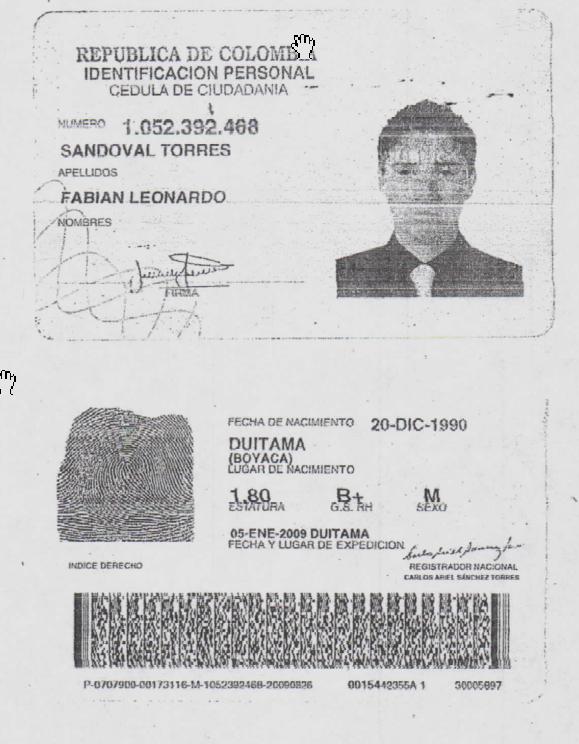 REPUBLICA DE COLOMBIA
IDENTIFICACION PERSONAL
CEDULA DE CIUDADANIA
NUMERO 1.052.392.468
SANDOVAL TORRES
APELLIDOS
FABIAN LEONARDO
NOMBRES
FIRMA
FECHA DE NACIMIENTO 20-DIC-1990
DUITAMA
(BOYACA)
LUGAR DE NACIMIENTO
1.80 B+ M
ESTATURA G.S. RH SEXO
05-ENE-2009 DUITAMA
FECHA Y LUGAR DE EXPEDICION
INDICE DERECHO
REGISTRADOR NACIONAL
CARLOS ARIEL SÁNCHEZ TORRES
P-0707900-00173116-M-1052392468-20090826 0015442355A 1 30005697